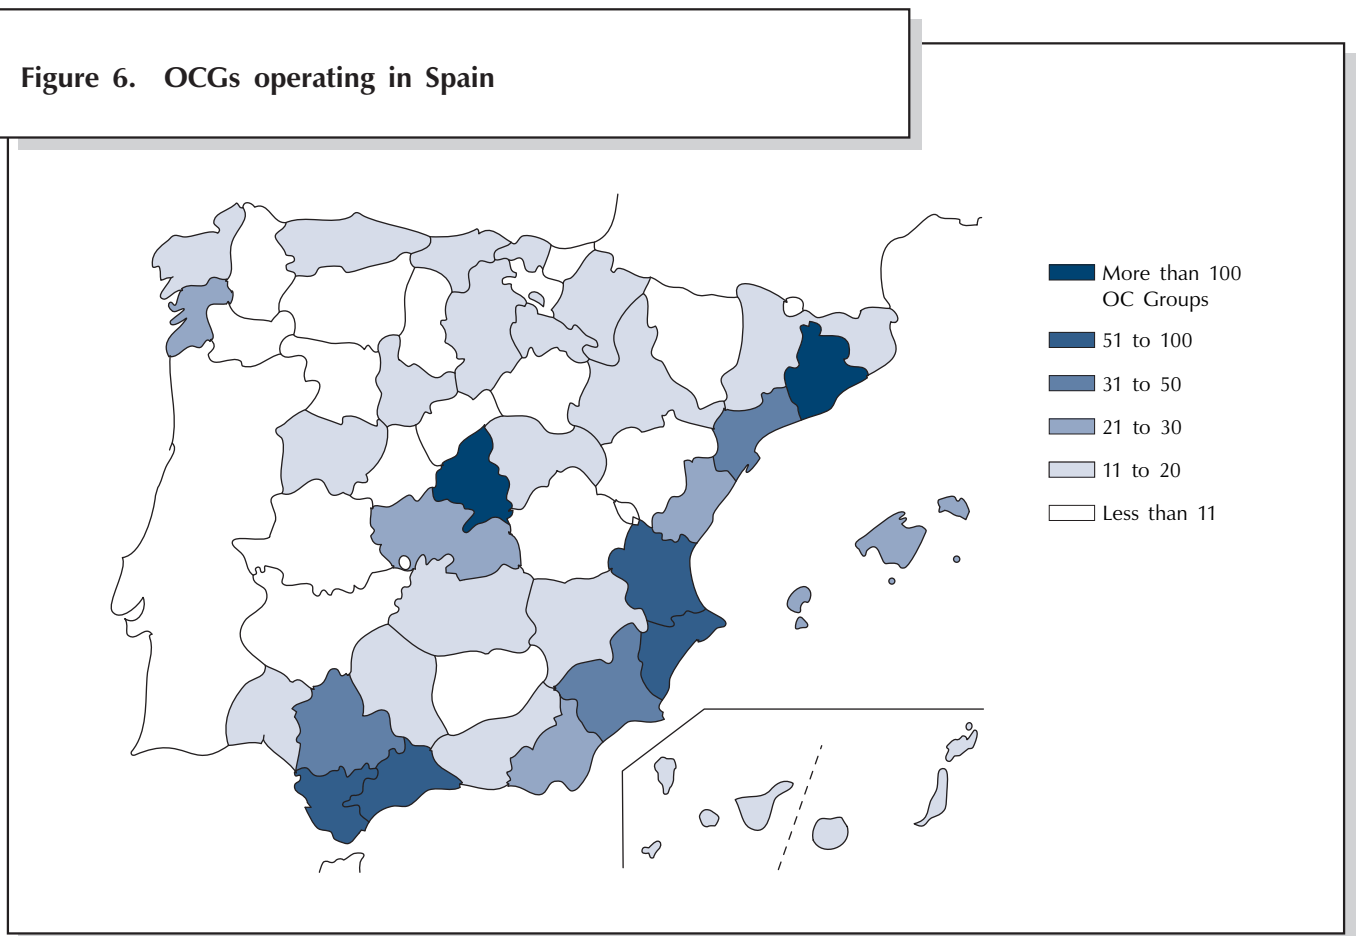 Figure 6. OCGs operating in Spain
More than 100
OC Groups
51 to 100
31 to 50
21 to 30
11 to 20
Less than 11